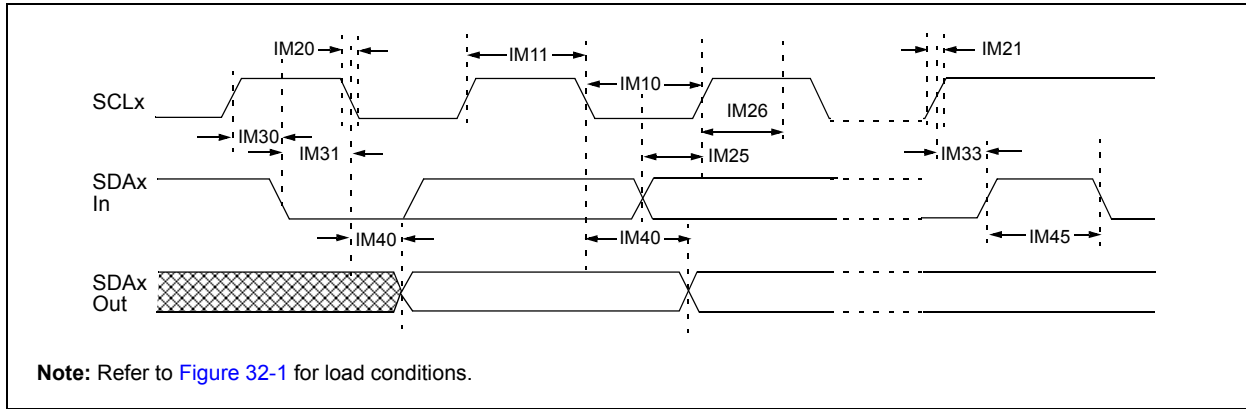 IM20
IM11
IM21
IM10
SCLx
IM26
IM30
IM31
IM33
IM25
SDAx
In
IM40
IM40
IM45
SDAx
Out
Note: Refer to Figure 32-1 for load conditions.